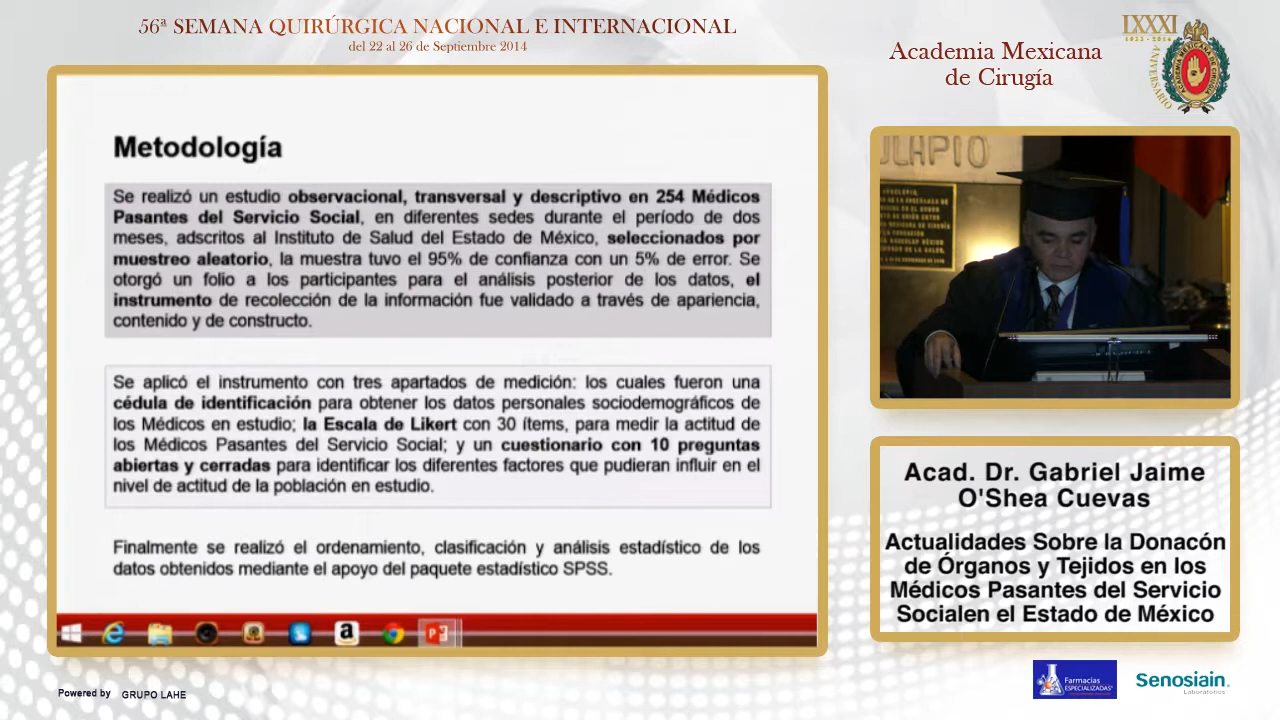 56ª SEMANA QUIRÚRGICA NACIONAL E INTERNACIONAL
del 22 al 26 de Septiembre 2014
Academia Mexicana
de Cirugía
LXXXI
1933 - 2014
ANIVERSARIO
ACADEMIA MEXICANA DE CIRUGÍA
Metodología
Se realizó un estudio observacional, transversal y descriptivo en 254 Médicos
Pasantes del Servicio Social, en diferentes sedes durante el período de dos
meses, adscritos al Instituto de Salud del Estado de México, seleccionados por
muestreo aleatorio, la muestra tuvo el 95% de confianza con un 5% de error. Se
otorgó un folio a los participantes para el análisis posterior de los datos, el
instrumento de recolección de la información fue validado a través de apariencia,
contenido y de constructo.
Se aplicó el instrumento con tres apartados de medición: los cuales fueron una
cédula de identificación para obtener los datos personales sociodemográficos de
los Médicos en estudio; la Escala de Likert con 30 ítems, para medir la actitud de
los Médicos Pasantes del Servicio Social; y un cuestionario con 10 preguntas
abiertas y cerradas para identificar los diferentes factores que pudieran influir en el
nivel de actitud de la población en estudio.
Finalmente se realizó el ordenamiento, clasificación y análisis estadístico de los
datos obtenidos mediante el apoyo del paquete estadístico SPSS.
ULAPIO
Acad. Dr. Gabriel Jaime
O'Shea Cuevas
Actualidades Sobre la Donacón
de Órganos y Tejidos en los
Médicos Pasantes del Servicio
Socialen el Estado de México
Powered by GRUPO LAHE
Farmacias
ESPECIALIZADAS
Senosiain
Laboratorios